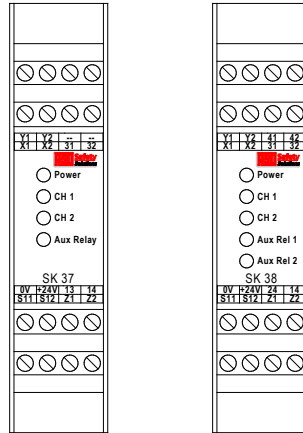 Y1 Y2 -- --
X1 X2 31 32
Safety
Power
CH 1
CH 2
Aux Relay
SK 37
0V +24V 13 14
S11 S12 Z1 Z2
Y1 Y2 41 42
X1 X2 31 32
Safety
Power
CH 1
CH 2
Aux Rel 1
Aux Rel 2
SK 38
0V +24V 24 14
S11 S12 Z1 Z2